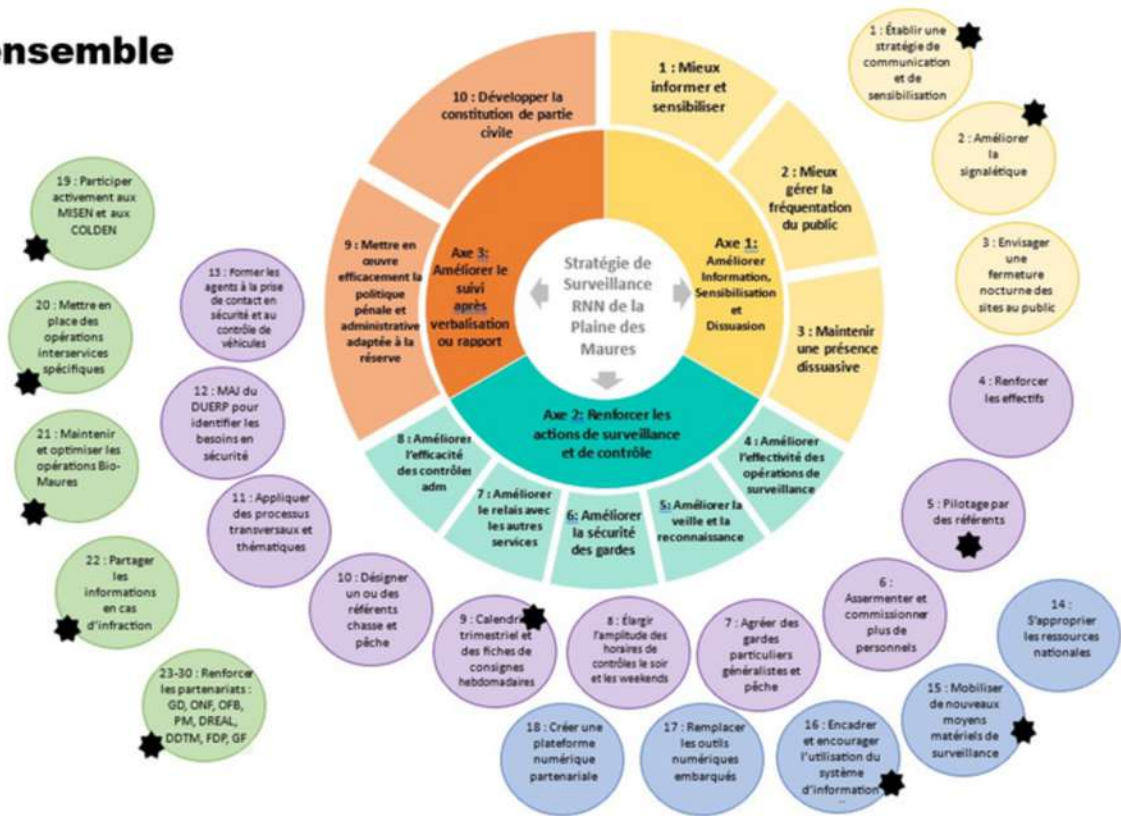 ensemble
10 : Développer la
constitution de partie
civile
1 : Mieux
informer et
sensibiliser
2 : Mieux
gérer la
fréquentation
du public
3 : Maintenir
une présence
dissuasive
9 : Mettre en
œuvre
efficacement la
politique
pénale et
administrative
adaptée à la
réserve
Axe 3:
Améliorer le
suivi
après
verbalisation
ou rapport
Stratégie de
Surveillance
RNN de la
Plaine des
Maures
Axe 1:
Améliorer
Information,
Sensibilisation
et
Dissuasion
Axe 2: Renforcer les
actions de surveillance
et de contrôle
8 : Améliorer
l'efficacité
des contrôles
adm
7 : Améliorer
le relais avec
les autres
services
6: Améliorer
la sécurité
des gardes
5: Améliorer la
veille et la
reconnaissance
4 : Améliorer
l'effectivité des
opérations de
surveillance
1 : Établir une
stratégie de
communication
et de
sensibilisation
2 : Améliorer
la
signalétique
3 : Envisager
une
fermeture
nocturne des
sites au public
4 : Renforcer
les effectifs
5 : Pilotage par
des référents
6 :
Assermenter et
commissionner
plus de
personnels
7 : Agréer des
gardes
particuliers
généralistes et
pêche
8 : Élargir
l'amplitude des
horaires de
contrôles le soir
et les weekends
9 : Calendrier
trimestriel et
des fiches de
consignes
hebdomadaires
10 : Désigner
un ou des
référents
chasse et
pêche
11 : Appliquer
des processus
transversaux et
thématiques
12 : MAJ du
DUERP pour
identifier les
besoins en
sécurité
13 : Former les
agents à la prise
de contact en
sécurité et au
contrôle de
véhicules
14 :
S'approprier
les ressources
nationales
15 : Mobiliser
de nouveaux
moyens
matériels de
surveillance
16 : Encadrer
et encourager
l'utilisation du
système
d'information
..
17 : Remplacer
les outils
numériques
embarqués
18 : Créer une
plateforme
numérique
partenariale
19 : Participer
activement aux
MISEN et aux
COLDEN
20 : Mettre en
place des
opérations
interservices
spécifiques
21 : Maintenir
et optimiser les
opérations Bio-
Maures
22 : Partager
les
informations
en cas
d'infraction
23-30 : Renforcer
les partenariats :
GD, ONF, OFB,
PM, DREAL,
DDTM, FDP, GF